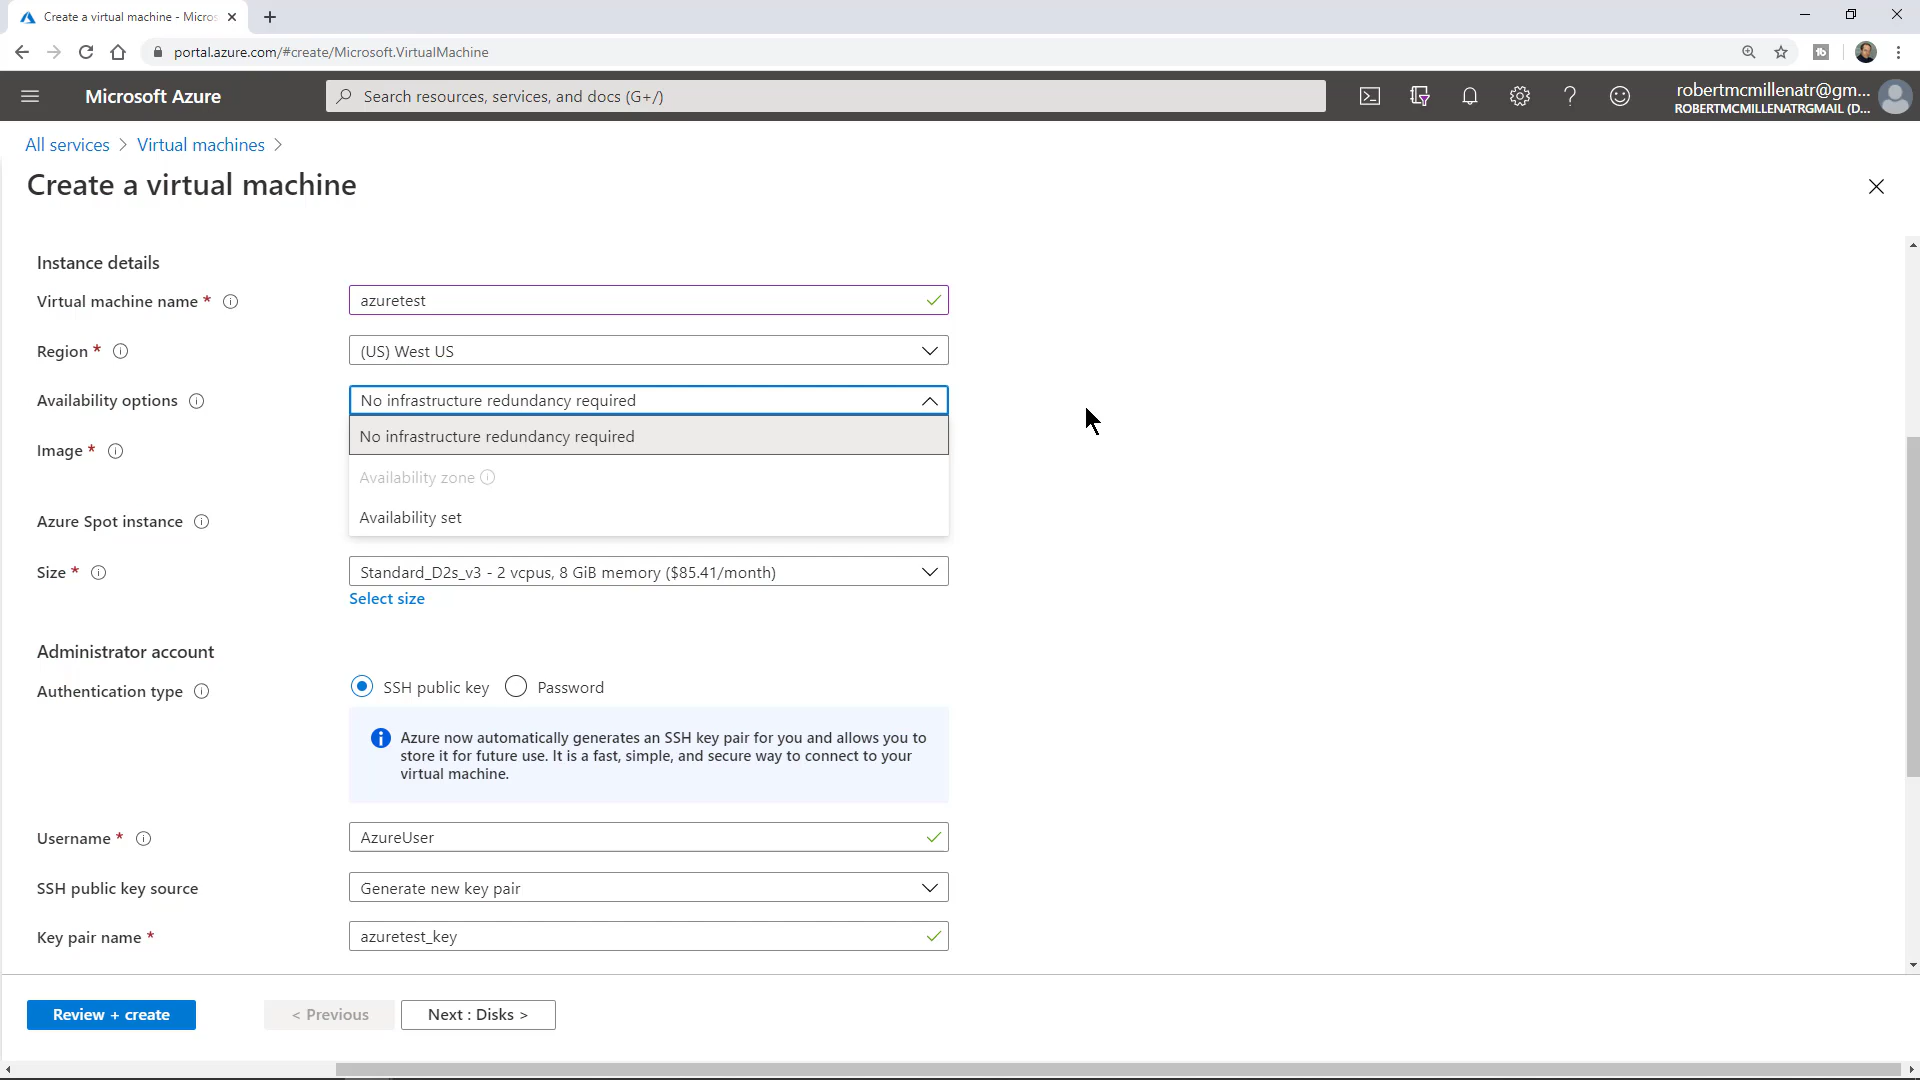 Create a virtual machine - Micros
portal.azure.com/#create/Microsoft.VirtualMachine
Microsoft Azure
Search resources, services, and docs (G+/)
robertmcmillenatr@gm...
ROBERTMCMILLENATRGMAIL (D...
All services > Virtual machines >
Create a virtual machine
Instance details
Virtual machine name *
azuretest
Region *
(US) West US
Availability options
No infrastructure redundancy required
No infrastructure redundancy required
Image *
Availability zone
Availability set
Azure Spot instance
Size *
Standard_D2s_v3 - 2 vcpus, 8 GiB memory ($85.41/month)
Select size
Administrator account
Authentication type
SSH public key
Password
Azure now automatically generates an SSH key pair for you and allows you to
store it for future use. It is a fast, simple, and secure way to connect to your
virtual machine.
Username *
AzureUser
SSH public key source
Generate new key pair
Key pair name *
azuretest_key
Review + create
< Previous
Next : Disks >